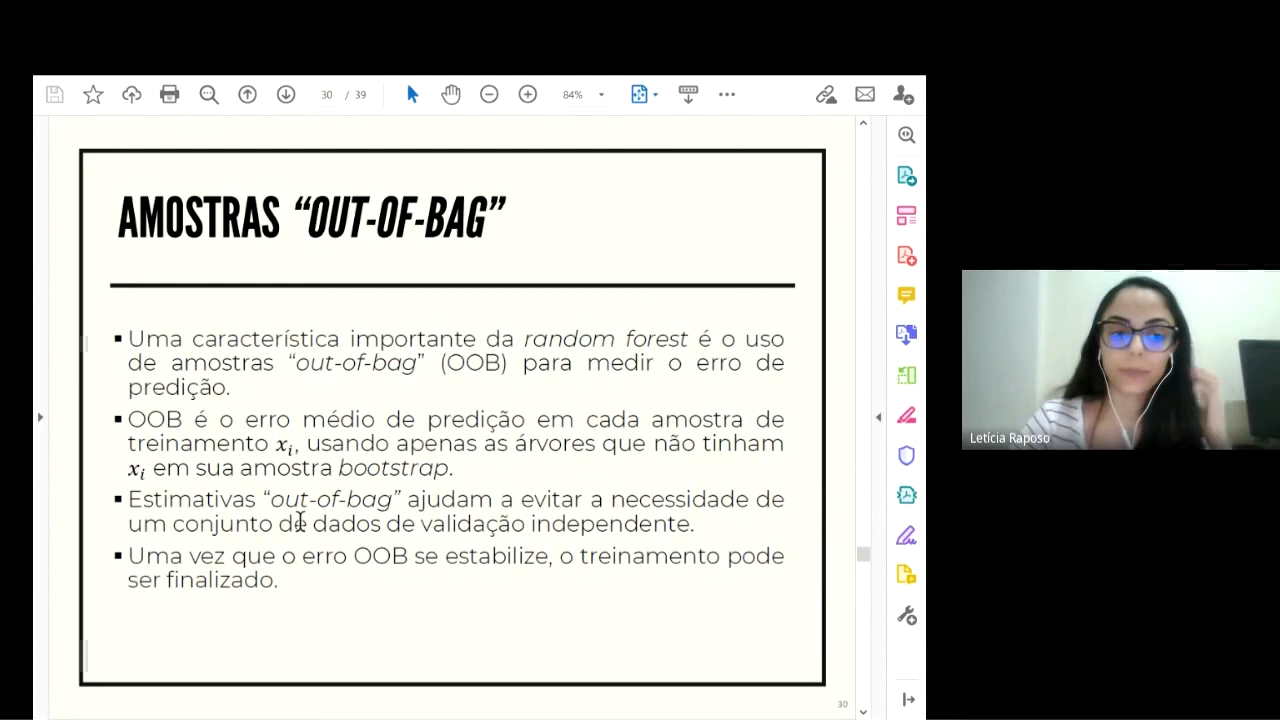 30 / 39
84%
AMOSTRAS “OUT-OF-BAG”
▪ Uma característica importante da random forest é o uso
de amostras “out-of-bag” (OOB) para medir o erro de
predição.
▪ OOB é o erro médio de predição em cada amostra de
treinamento xᵢ, usando apenas as árvores que não tinham
xᵢ em sua amostra bootstrap.
▪ Estimativas “out-of-bag” ajudam a evitar a necessidade de
um conjunto de dados de validação independente.
▪ Uma vez que o erro OOB se estabilize, o treinamento pode
ser finalizado.
30
Letícia Raposo